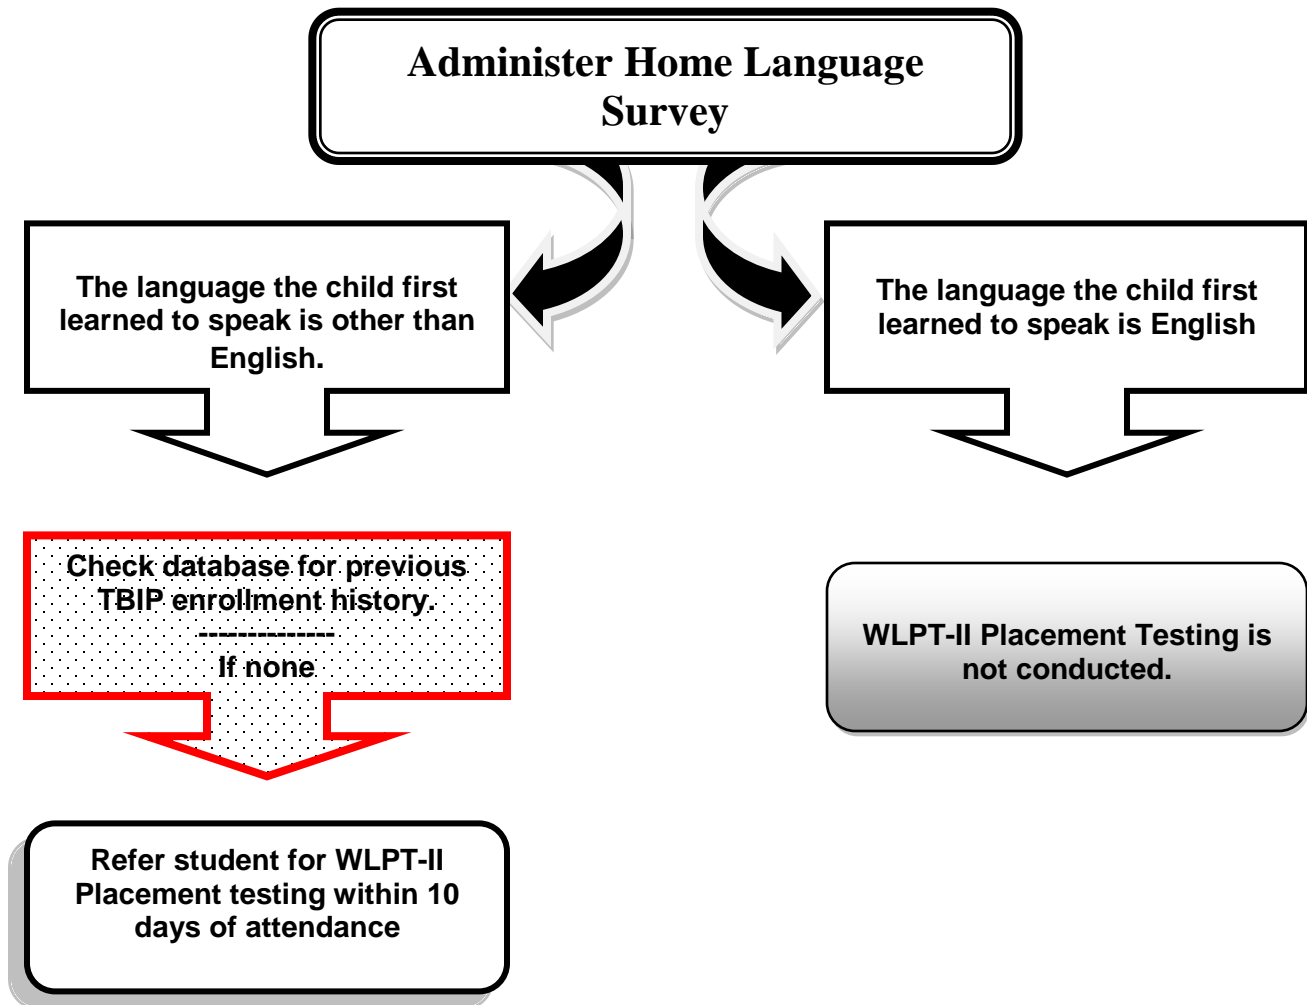 Administer Home Language
Survey
The language the child first
learned to speak is other than
English.
The language the child first
learned to speak is English
Check database for previous
TBIP enrollment history.
--------------
If none
WLPT-II Placement Testing is
not conducted.
Refer student for WLPT-II
Placement testing within 10
days of attendance